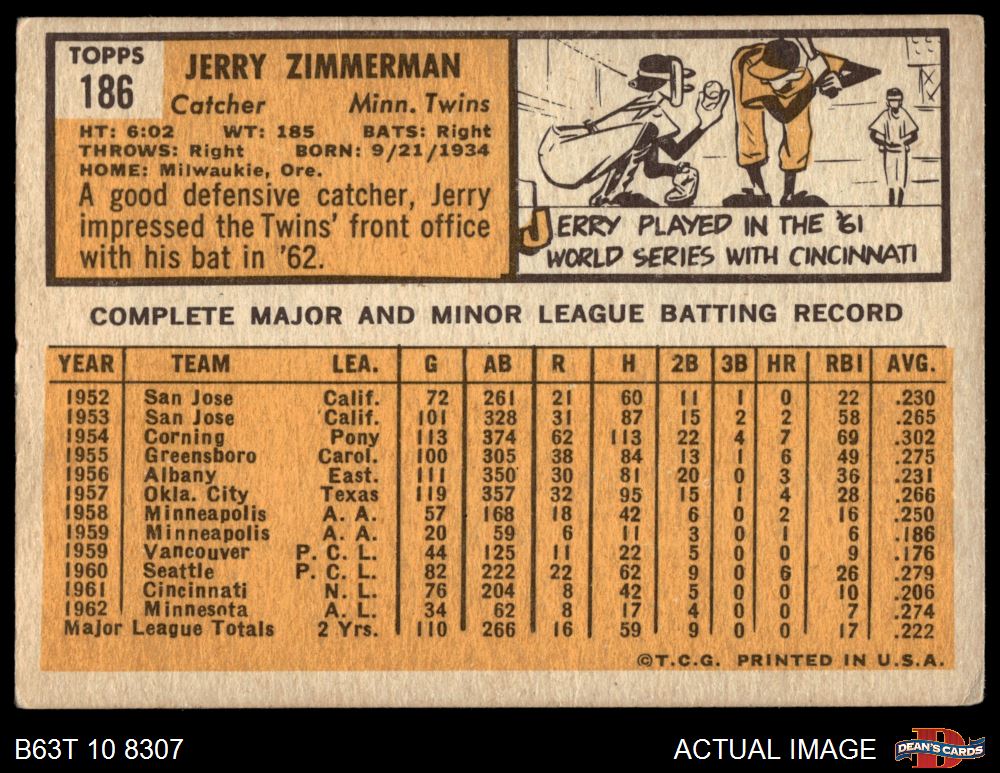 TOPPS
186
JERRY ZIMMERMAN
Catcher Minn. Twins
HT: 6:02 WT: 185 BATS: Right
THROWS: Right BORN: 9/21/1934
HOME: Milwaukie, Ore.
A good defensive catcher, Jerry
impressed the Twins' front office
with his bat in '62.
JERRY PLAYED IN THE '61
WORLD SERIES WITH CINCINNATI
COMPLETE MAJOR AND MINOR LEAGUE BATTING RECORD
YEAR TEAM LEA. G AB R H 2B 3B HR RBI AVG.
1952 San Jose Calif. 72 261 21 60 11 1 0 22 .230
1953 San Jose Calif. 101 328 31 87 15 2 2 58 .265
1954 Corning Pony 113 374 62 113 22 4 7 69 .302
1955 Greensboro Carol. 100 305 38 84 13 1 6 49 .275
1956 Albany East. 111 350 30 81 20 0 3 36 .231
1957 Okla. City Texas 119 357 32 95 15 1 4 28 .266
1958 Minneapolis A. A. 57 168 18 42 6 0 2 16 .250
1959 Minneapolis A. A. 20 59 6 11 3 0 1 6 .186
1959 Vancouver P. C. L. 44 125 11 22 5 0 0 9 .176
1960 Seattle P. C. L. 82 222 22 62 9 0 6 26 .279
1961 Cincinnati N. L. 76 204 8 42 5 0 0 10 .206
1962 Minnesota A. L. 34 62 8 17 4 0 0 7 .274
Major League Totals 2 Yrs. 110 266 16 59 9 0 0 17 .222
©T.C.G. PRINTED IN U.S.A.
B63T 10 8307 ACTUAL IMAGE
DEAN'S CARDS